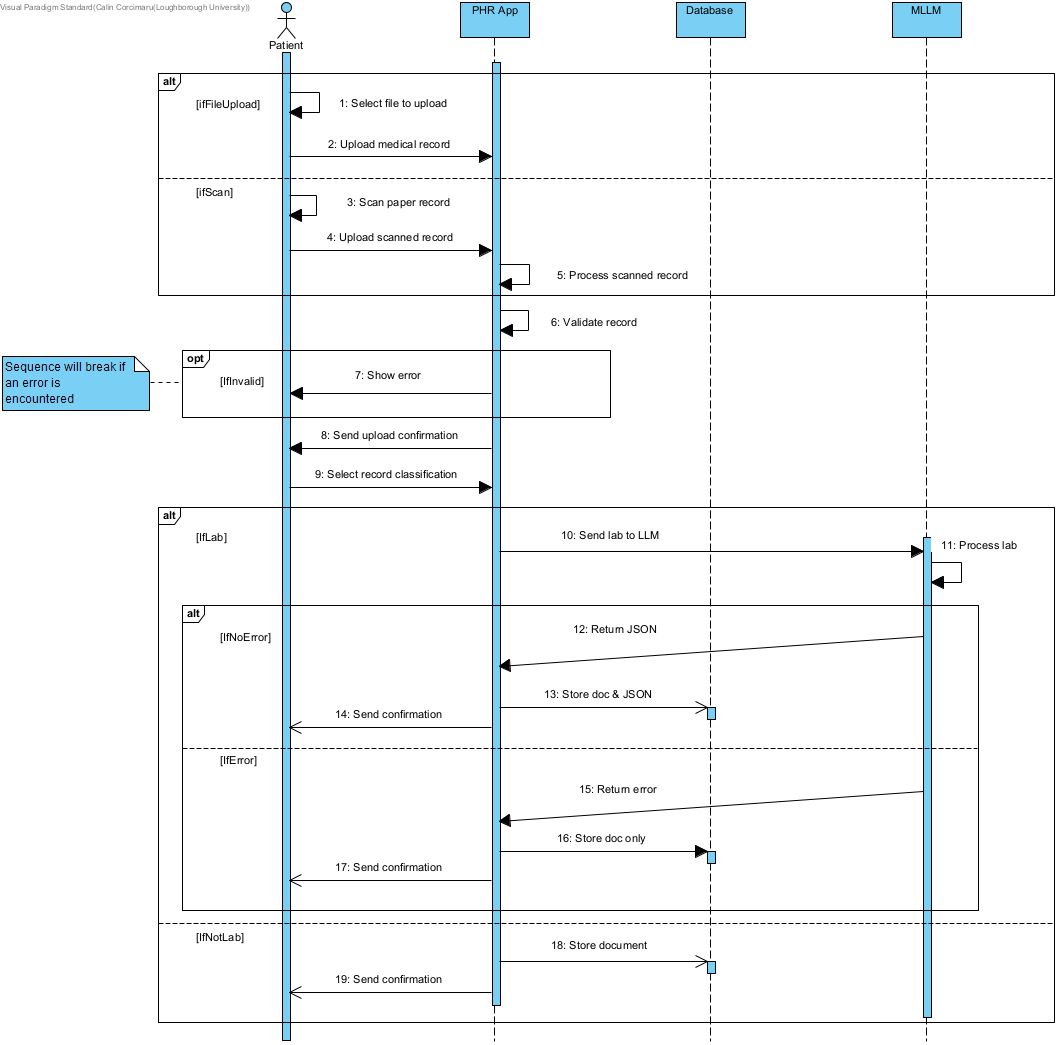 Visual Paradigm Standard(Calin Corcimaru(Loughborough University))
Patient
PHR App
Database
MLLM
alt
[ifFileUpload]
1: Select file to upload
2: Upload medical record
[ifScan]
3: Scan paper record
4: Upload scanned record
5: Process scanned record
6: Validate record
opt
[IfInvalid]
7: Show error
Sequence will break if
an error is
encountered
8: Send upload confirmation
9: Select record classification
alt
[IfLab]
10: Send lab to LLM
11: Process lab
alt
[IfNoError]
12: Return JSON
13: Store doc & JSON
14: Send confirmation
[IfError]
15: Return error
16: Store doc only
17: Send confirmation
[IfNotLab]
18: Store document
19: Send confirmation